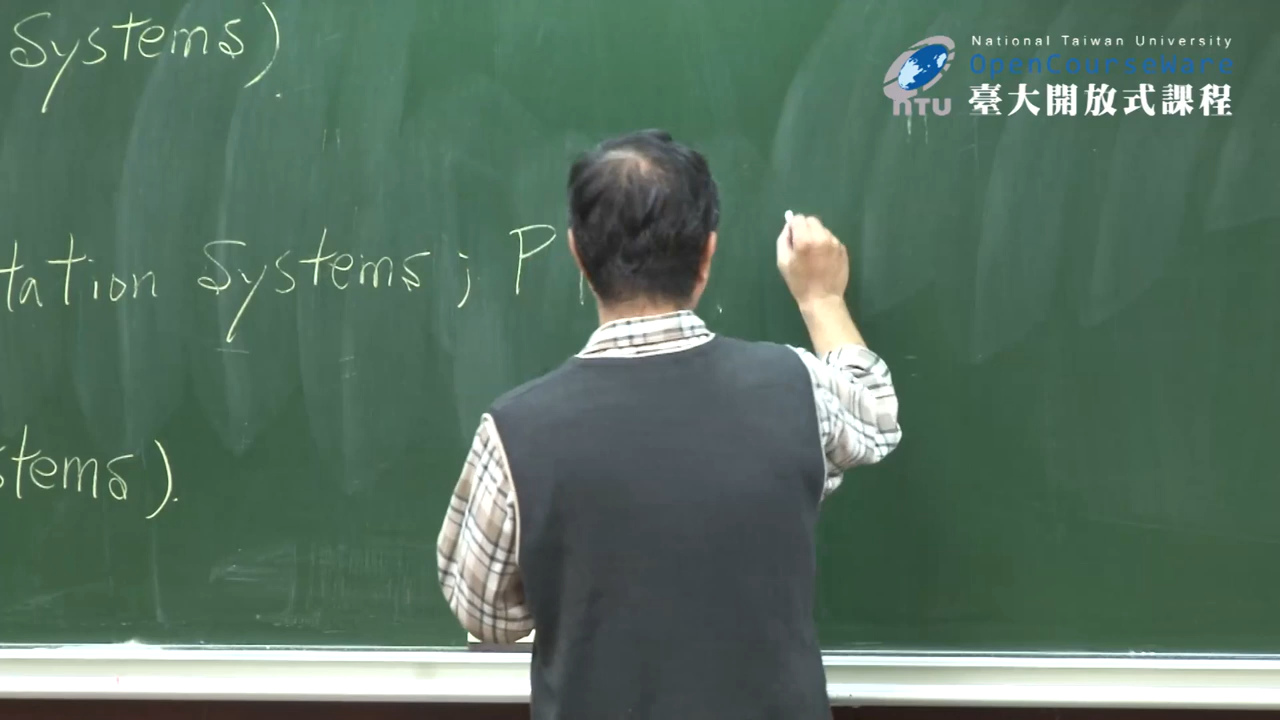 Systems).
National Taiwan University
OpenCourseWare
NTU 臺大開放式課程
tation Systems; P
stems).